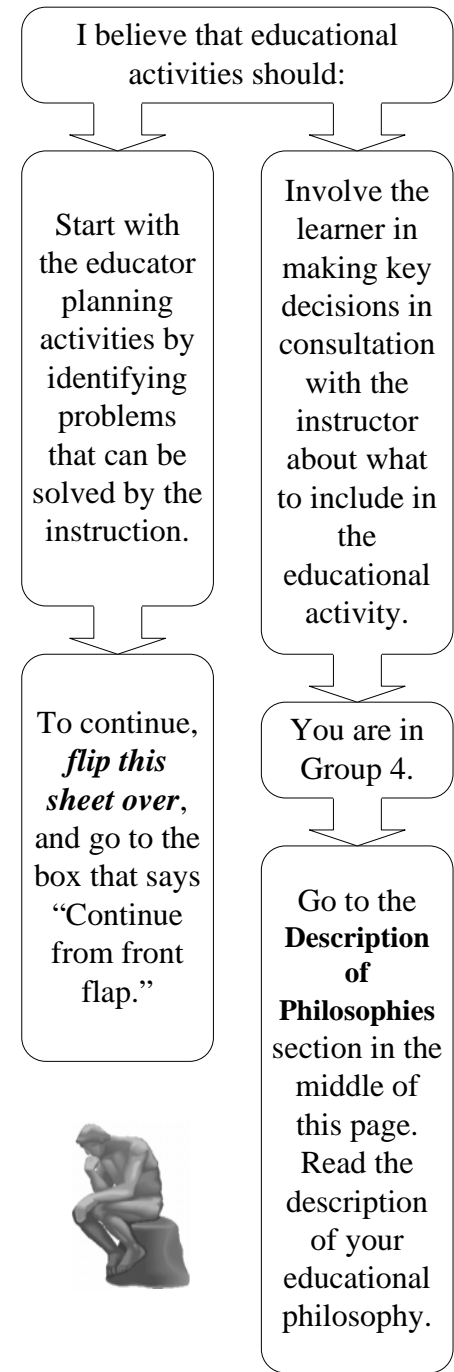 I believe that educational
activities should:
Start with
the educator
planning
activities by
identifying
problems
that can be
solved by the
instruction.
To continue,
flip this
sheet over,
and go to the
box that says
“Continue
from front
flap.”
Involve the
learner in
making key
decisions in
consultation
with the
instructor
about what
to include in
the
educational
activity.
You are in
Group 4.
Go to the
Description
of
Philosophies
section in the
middle of
this page.
Read the
description
of your
educational
philosophy.